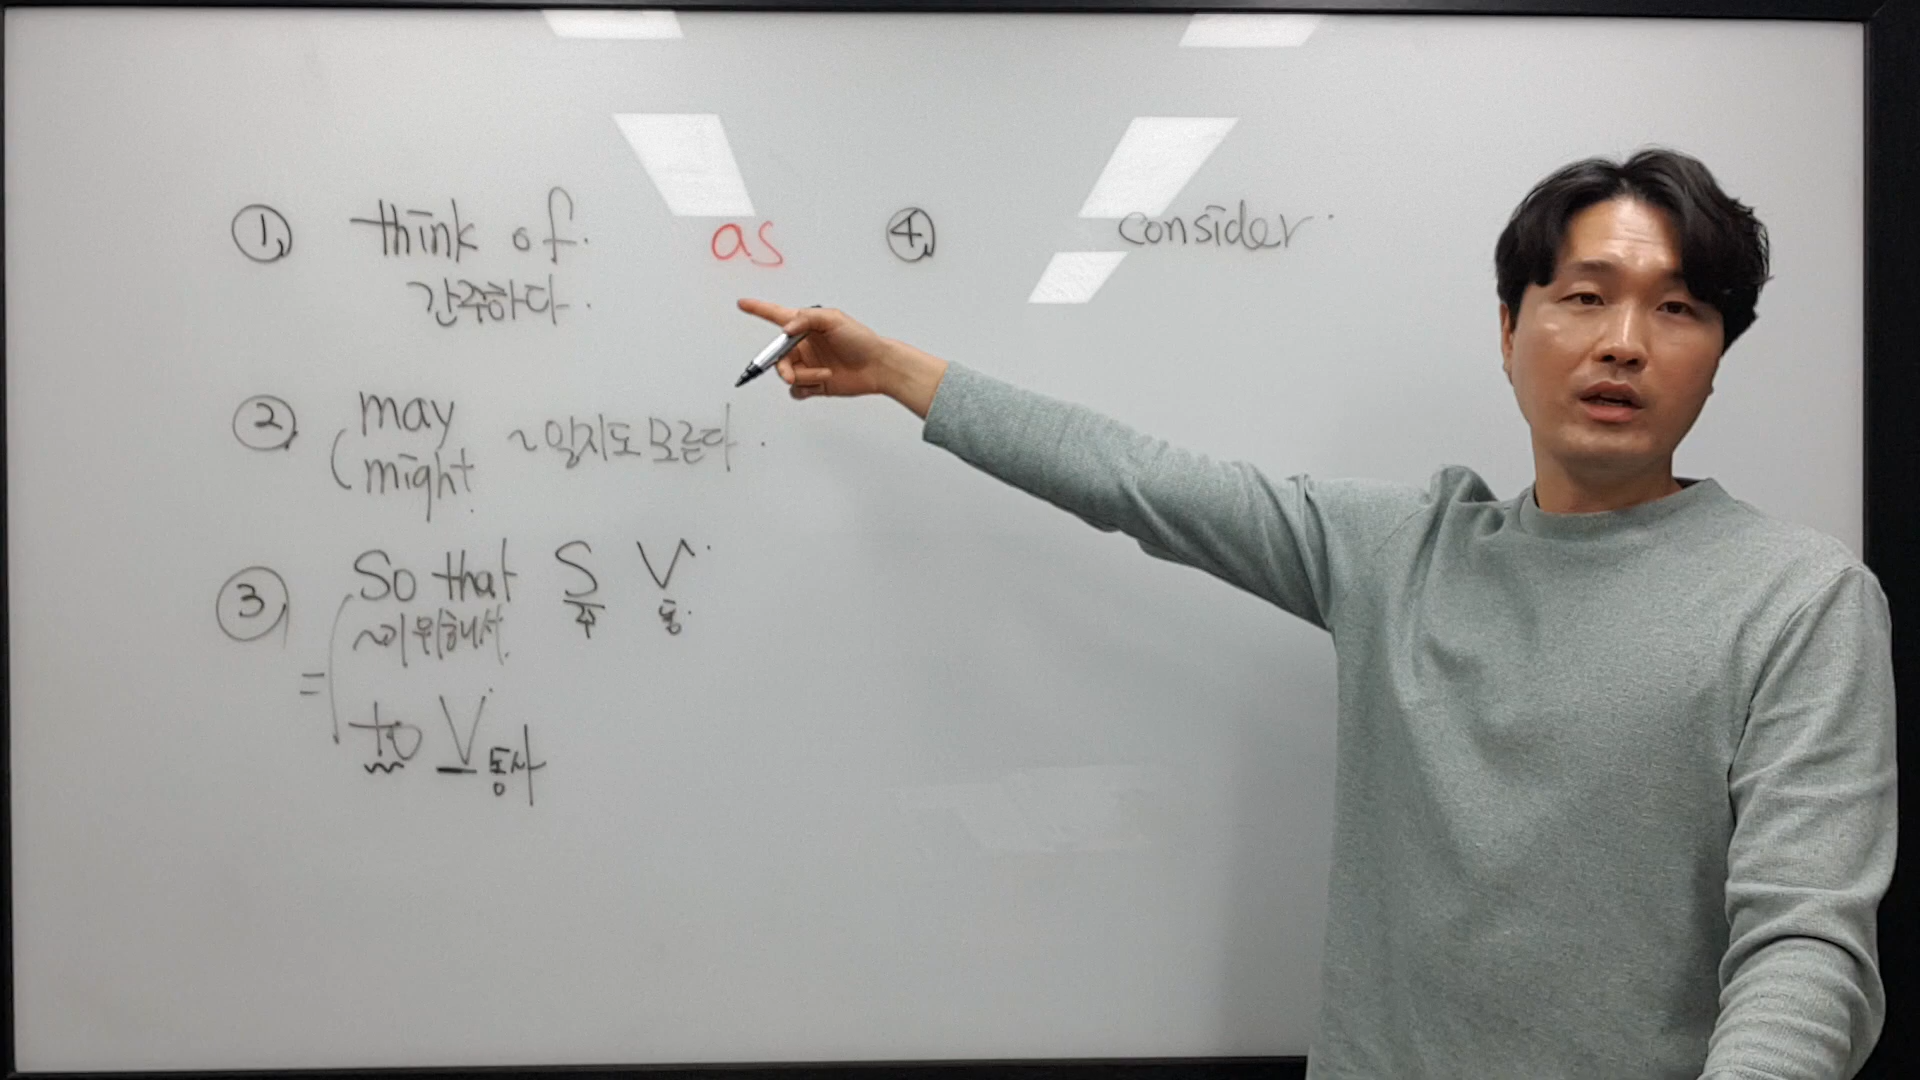 ① think of. as
간주하다.
② may
might ~일지도 모른다.
③ so that S V.
~기 위해서. 주 동.
=
to V 동사
④ consider.